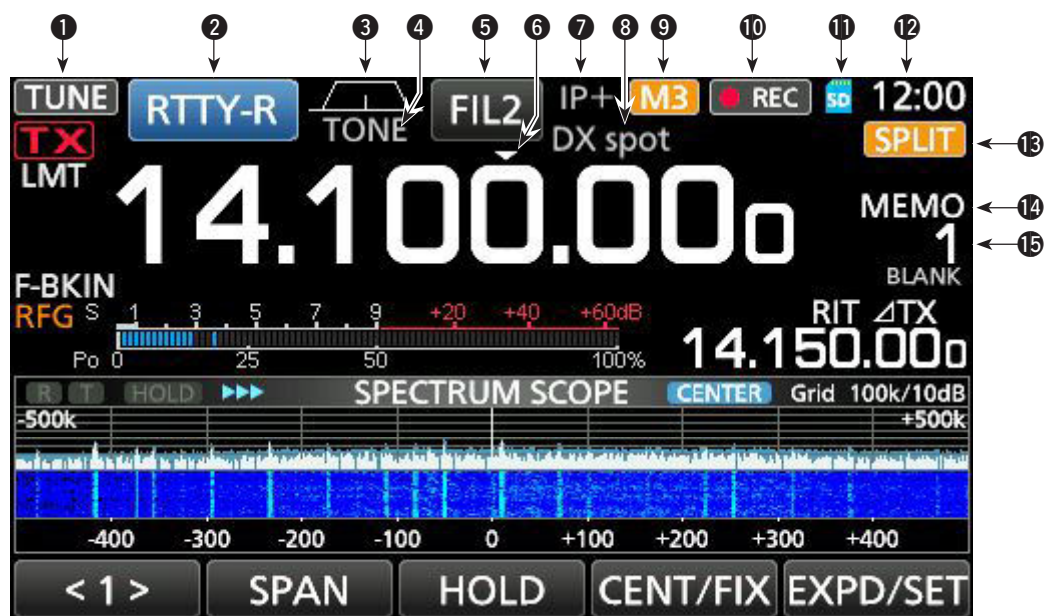 ❶ ❷ ❸ ❹ ❺ ❻ ❼ ❽ ❾ ❿ ⓫ ⓬
TUNE RTTY-R FIL2 IP+ M3 REC SD 12:00
TX TONE DX spot SPLIT ⓭
LMT
14.100.000
MEMO ⓮
1 ⓯
BLANK
F-BKIN
RFG S 1 3 5 7 9 +20 +40 +60dB
RIT ⊿TX
Po 0 25 50 100%
14.150.000
R T HOLD ▶▶▶ SPECTRUM SCOPE CENTER Grid 100k/10dB
-500k +500k
-400 -300 -200 -100 0 +100 +200 +300 +400
< 1 > SPAN HOLD CENT/FIX EXPD/SET